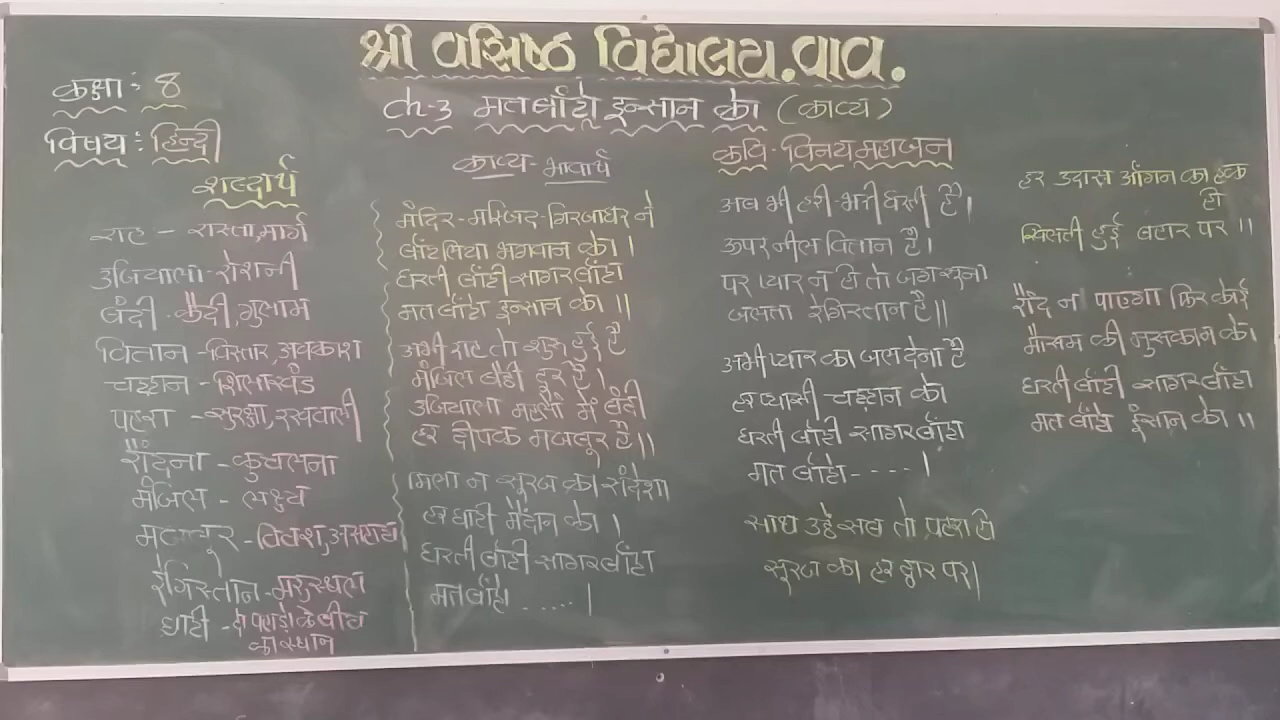 श्री वसिष्ठ विद्यालय.वाव.
कक्षा: 8
ch-3 मत बाँटो इन्सान को (काव्य)
विषय: हिन्दी
शब्दार्थ
राह - रास्ता, मार्ग
उजियाला - रोशनी
बंदी - कैदी, गुलाम
वितान - विस्तार, अवकाश
चट्टान - शिलाखंड
पहरा - सुरक्षा, रखवाली
रौंदना - कुचलना
मंजिल - लक्ष्य
मजबूर - विवश, असहाय
रेगिस्तान - मरुस्थल
घाटी - दो पहाड़ो के बीच
का स्थान
काव्य - भावार्थ
मंदिर-मस्जिद-गिरजाघर ने
बाँट लिया भगवान को।
धरती बाँटी सागर बाँटा
मत बाँटो इन्सान को॥
अभी राह तो शुरू हुई है
मंजिल बैठी दूर है।
उजियाला महलों में बंदी
हर दीपक मजबूर है॥
मिला न सूरज का संदेशा
हर घाटी मैदान को।
धरती बाँटी सागर बाँटा
मत बाँटो .....।
कवि - विनय महाजन
अब भी हरी-भरी धरती है।
ऊपर नील वितान है।
पर प्यार न हो तो जग सूना
जलता रेगिस्तान है॥
अभी प्यार का जल देना है
हर प्यासी चट्टान को
धरती बाँटी सागर बाँटा
मत बाँटो -----।
साथ उठे सब तो पहरा हो
सूरज का हर द्वार पर।
हर उदास आँगन का हक
हो
खिलती हुई बहार पर॥
रौंद न पाएगा फिर कोई
मौसम की मुसकान को
धरती बाँटी सागर बाँटा
मत बाँटो इंसान को॥